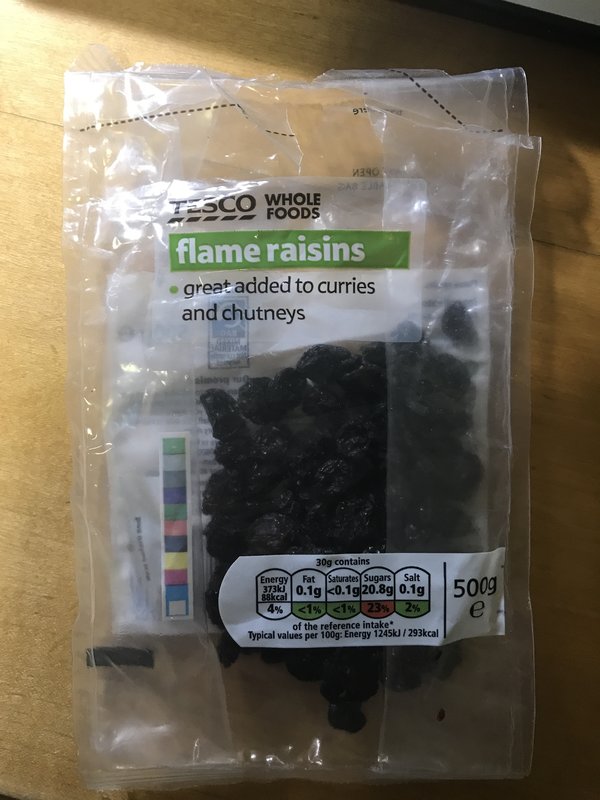 TESCO WHOLE FOODS
flame raisins
• great added to curries
and chutneys
30g contains
Energy Fat Saturates Sugars Salt
373kJ 0.1g <0.1g 20.8g 0.1g
88kcal
4% <1% <1% 23% 2%
of the reference intake*
Typical values per 100g: Energy 1245kJ / 293kcal
500g
e